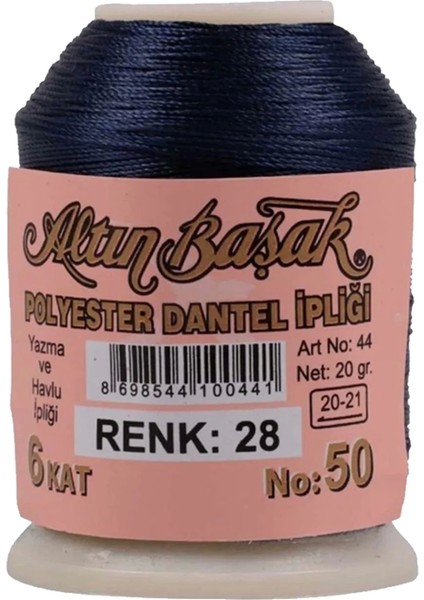 Altın Başak ®
POLYESTER DANTEL İPLİĞİ
Yazma
ve
Havlu
İpliği
8 698544 100441
Art No: 44
Net: 20 gr.
20-21
RENK: 28
6 KAT
No: 50